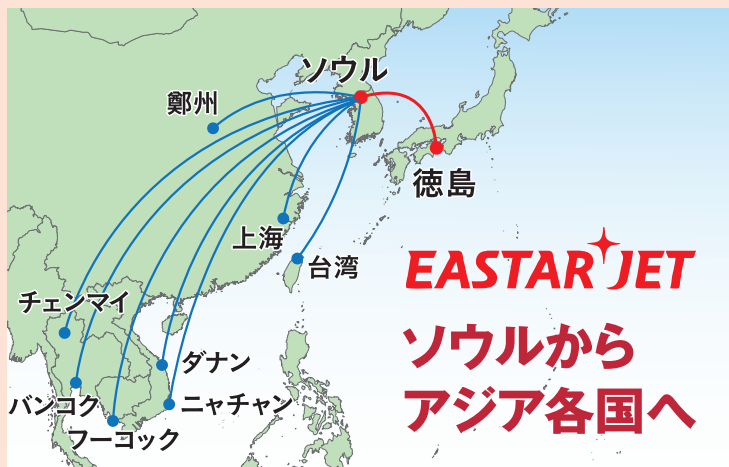 ソウル
鄭州
徳島
上海
台湾
EASTAR JET
チェンマイ
ソウルから
アジア各国へ
ダナン
バンコク
ニャチャン
フーコック